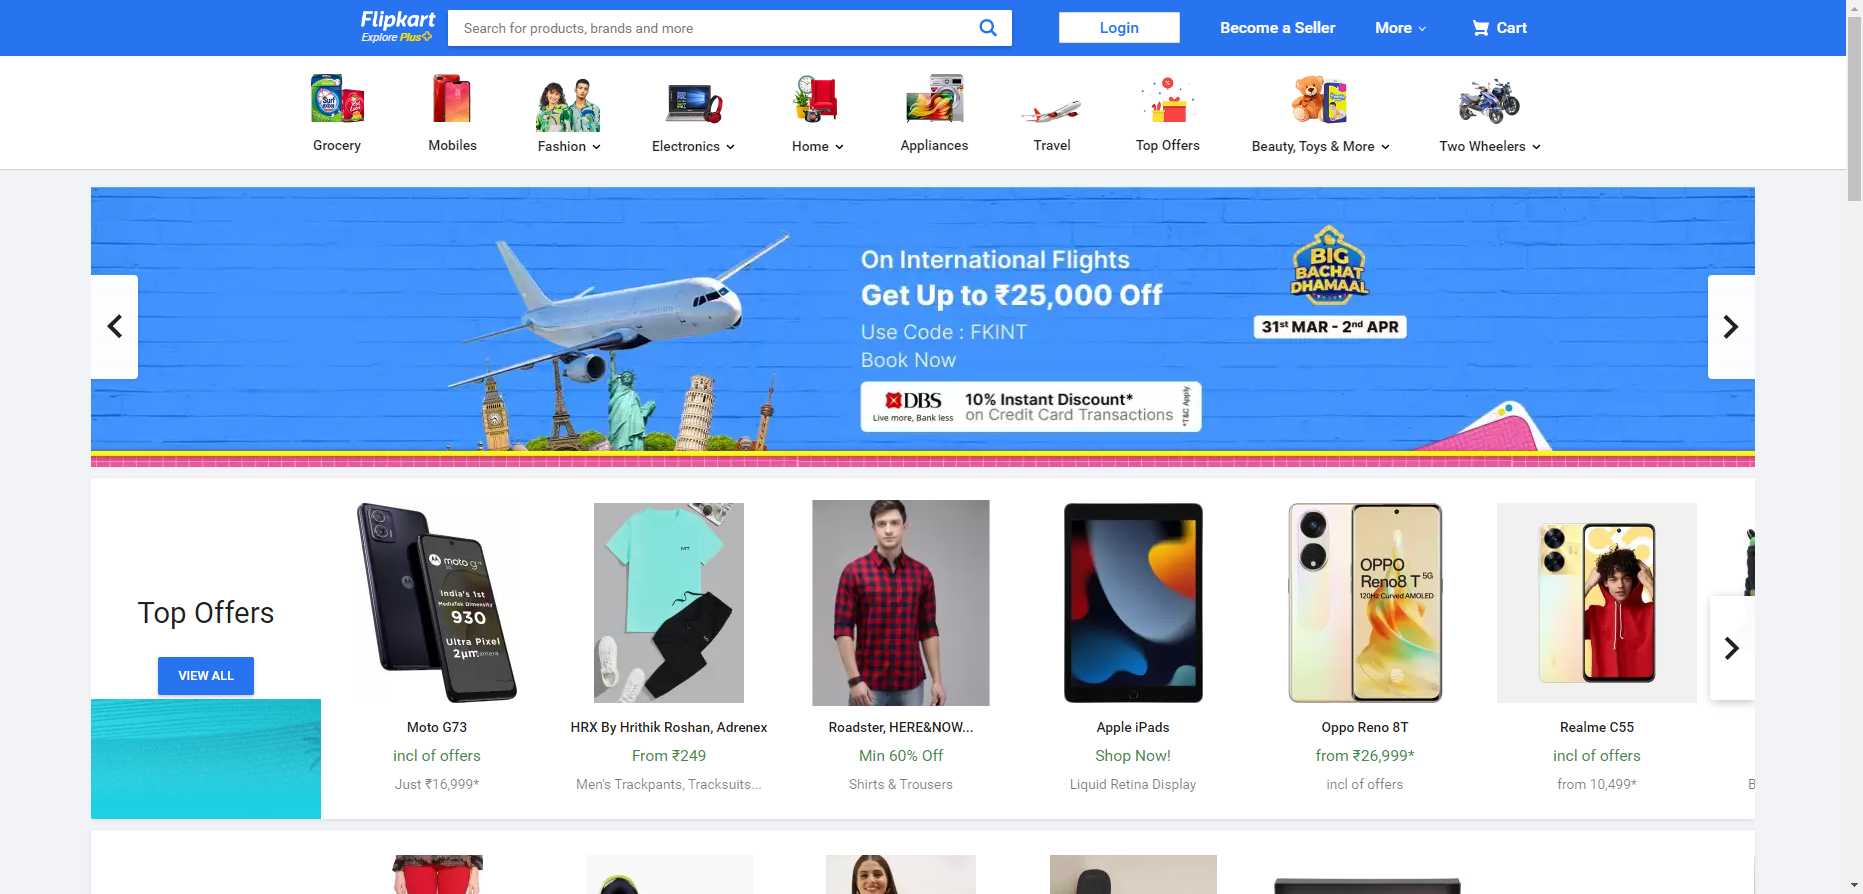 Flipkart
Explore Plus
Search for products, brands and more
Login
Become a Seller
More
Cart
Grocery
Mobiles
Fashion
Electronics
Home
Appliances
Travel
Top Offers
Beauty, Toys & More
Two Wheelers
On International Flights
Get Up to ₹25,000 Off
Use Code : FKINT
Book Now
DBS
Live more, Bank less
10% Instant Discount*
on Credit Card Transactions
*T&C Apply
BIG
BACHAT
DHAMAAL
31st MAR - 2nd APR
Top Offers
VIEW ALL
moto g73
India's 1st
MediaTek Dimensity
930
Ultra Pixel
2μm camera
OPPO
Reno8 T 5G
120Hz Curved AMOLED
Moto G73
incl of offers
Just ₹16,999*
HRX By Hrithik Roshan, Adrenex
From ₹249
Men's Trackpants, Tracksuits...
Roadster, HERE&NOW...
Min 60% Off
Shirts & Trousers
Apple iPads
Shop Now!
Liquid Retina Display
Oppo Reno 8T
from ₹26,999*
incl of offers
Realme C55
incl of offers
from 10,499*